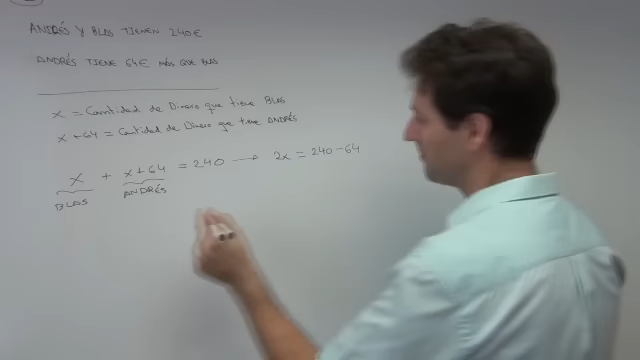 ANDRÉS Y BLAS TIENEN 240€
ANDRÉS TIENE 64€ MÁS QUE BLAS
x = Cantidad de Dinero que tiene BLAS
x+64 = Cantidad de Dinero que tiene ANDRÉS
x + x+64 = 240 → 2x = 240-64
BLAS ANDRÉS